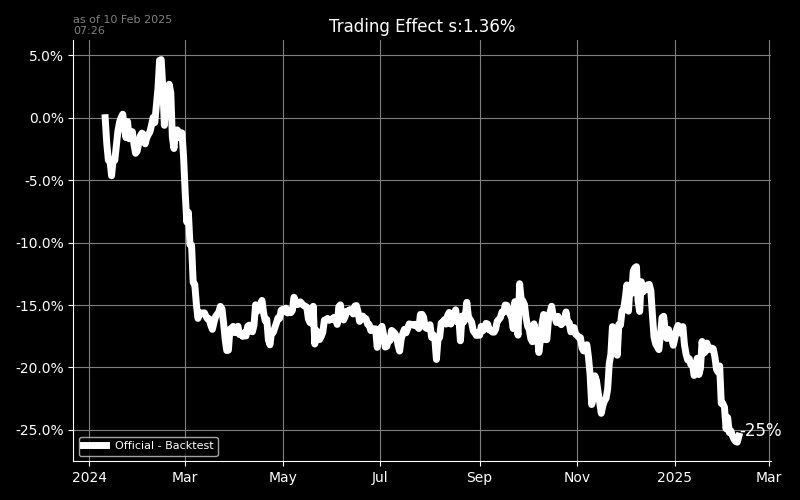 as of 10 Feb 2025
07:26
Trading Effect s:1.36%
5.0%
0.0%
-5.0%
-10.0%
-15.0%
-20.0%
-25.0%
-25%
Official - Backtest
2024 Mar May Jul Sep Nov 2025 Mar